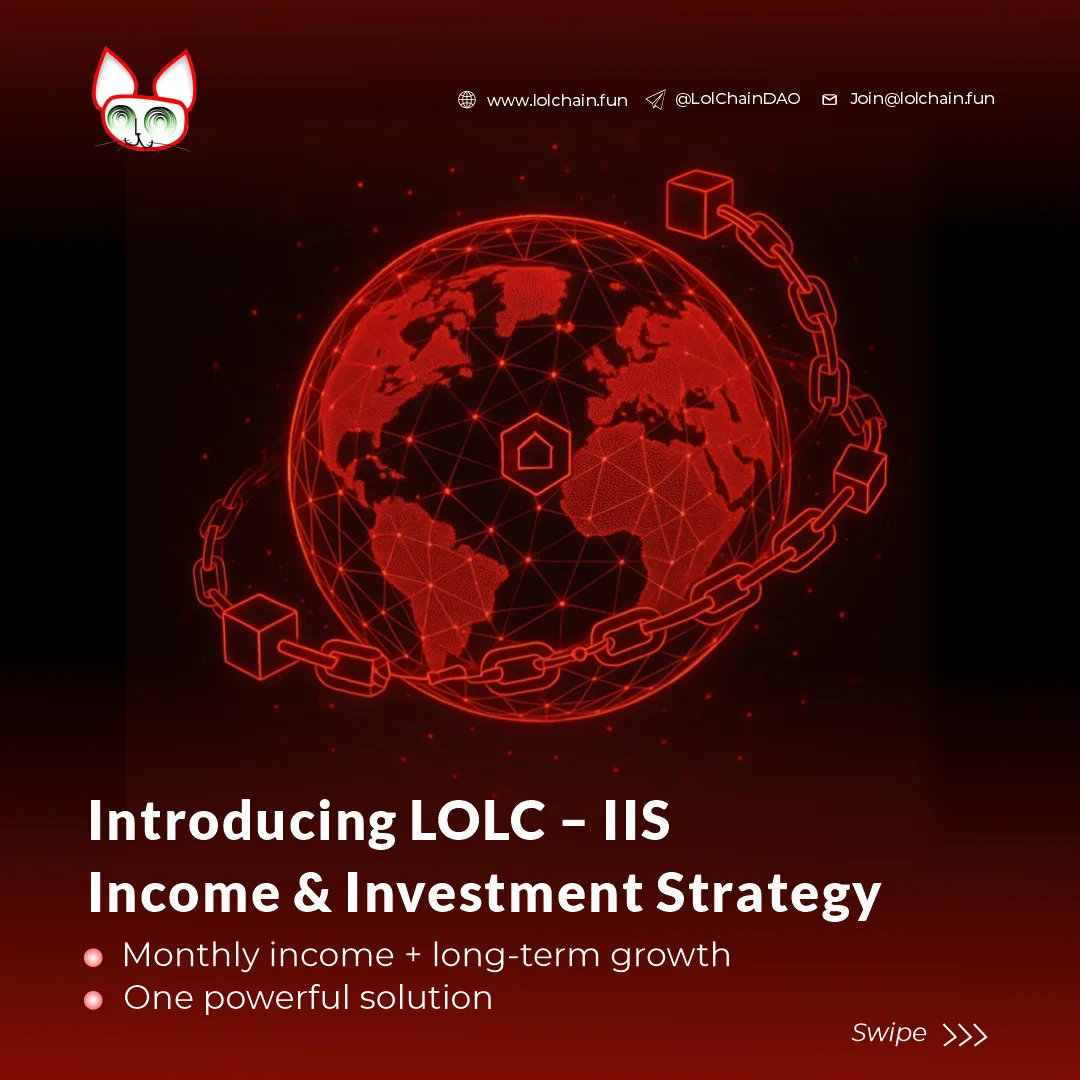 www.lolchain.fun @LolChainDAO Join@lolchain.fun
Introducing LOLC – IIS
Income & Investment Strategy
Monthly income + long-term growth
One powerful solution
Swipe